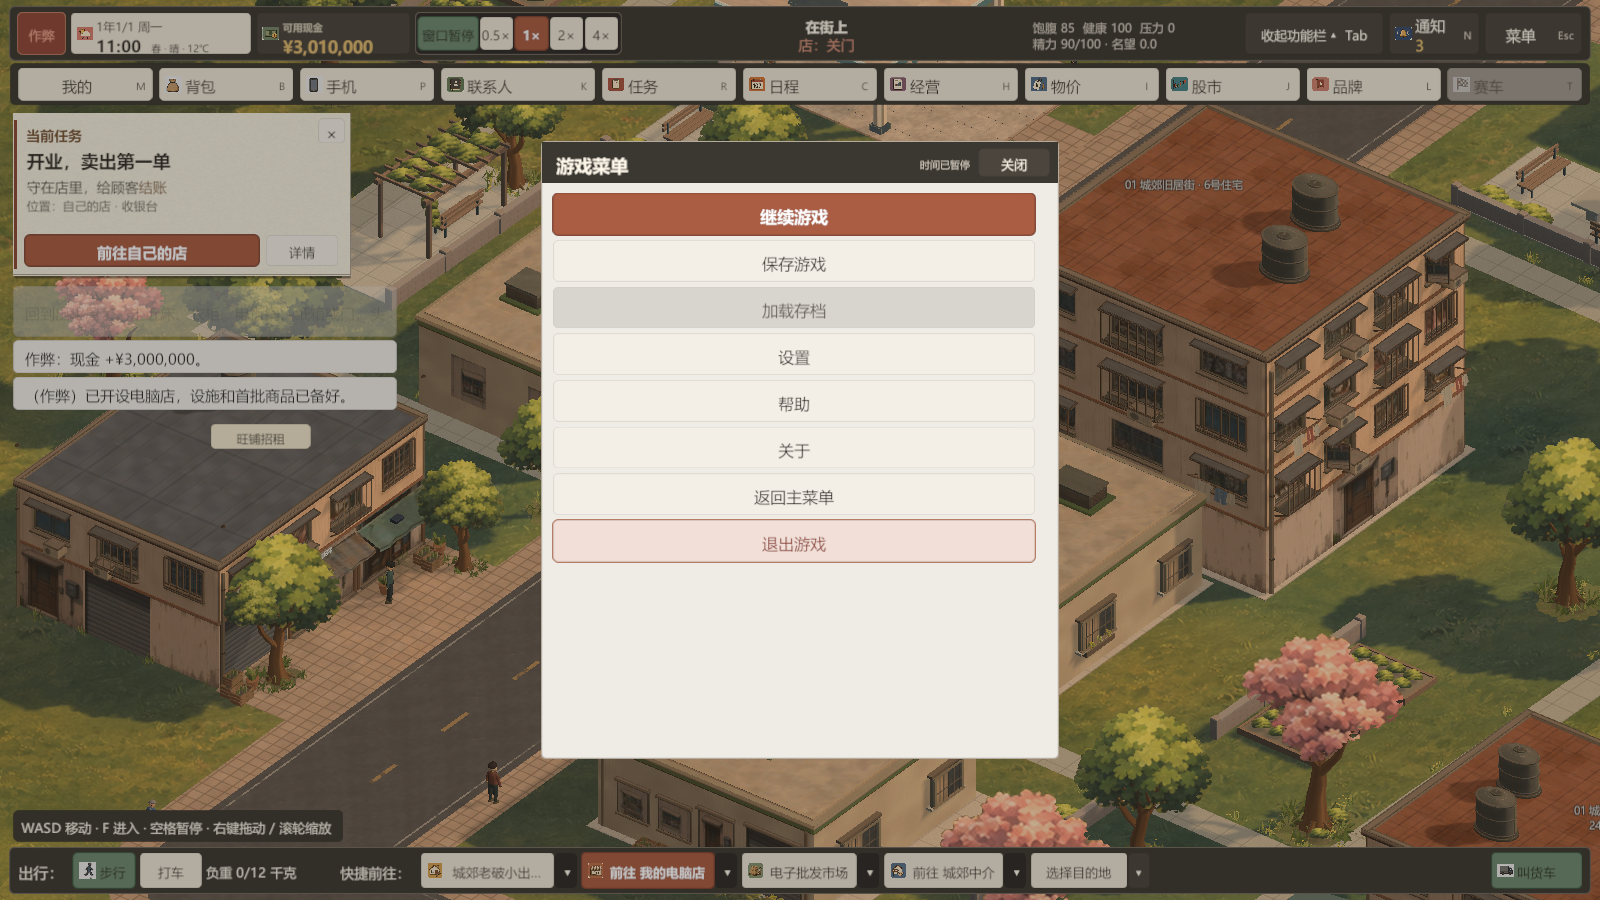 作弊
1年1/1 周一
11:00 春·晴·12℃
可用现金
¥3,010,000
窗口暂停
0.5×
1×
2×
4×
在街上
店：关门
饱腹 85 健康 100 压力 0
精力 90/100 · 名望 0.0
收起功能栏 ▴ Tab
通知
3
N
菜单 Esc
我的 M
背包 B
手机 P
联系人 K
任务 R
日程 C
经营 H
物价 I
股市 J
品牌 L
赛车 T
当前任务
×
开业，卖出第一单
守在店里，给顾客结账
位置：自己的店 · 收银台
前往自己的店
详情
作弊：现金 +¥3,000,000。
（作弊）已开设电脑店，设施和首批商品已备好。
旺铺招租
01 城郊旧居街 · 6号住宅
游戏菜单
时间已暂停
关闭
继续游戏
保存游戏
加载存档
设置
帮助
关于
返回主菜单
退出游戏
01 城
24
WASD 移动 · F 进入 · 空格暂停 · 右键拖动 / 滚轮缩放
出行：
步行
打车
负重 0/12 千克
快捷前往：
城郊老破小出...
▾
前往 我的电脑店
▾
电子批发市场
▾
前往 城郊中介
▾
选择目的地
▾
叫货车